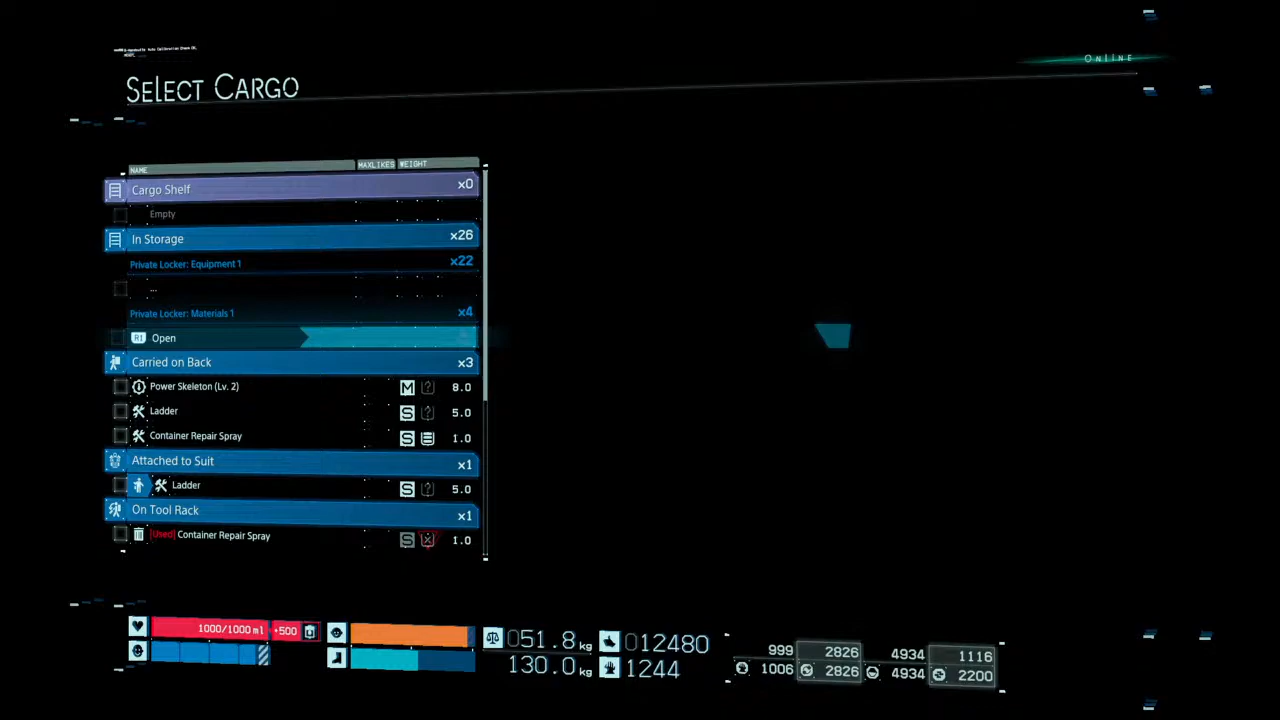 ONLINE
SELECT CARGO
NAME MAXLIKES WEIGHT
Cargo Shelf x0
Empty
In Storage x26
Private Locker: Equipment 1 x22
...
Private Locker: Materials 1 x4
R1 Open
Carried on Back x3
Power Skeleton (Lv. 2) M ? 8.0
Ladder S ? 5.0
Container Repair Spray S 1.0
Attached to Suit x1
Ladder S ? 5.0
On Tool Rack x1
[Used] Container Repair Spray S 1.0
1000/1000 ml +500
051.8 kg 012480
130.0 kg 1244
999 2826 4934 1116
1006 2826 4934 2200